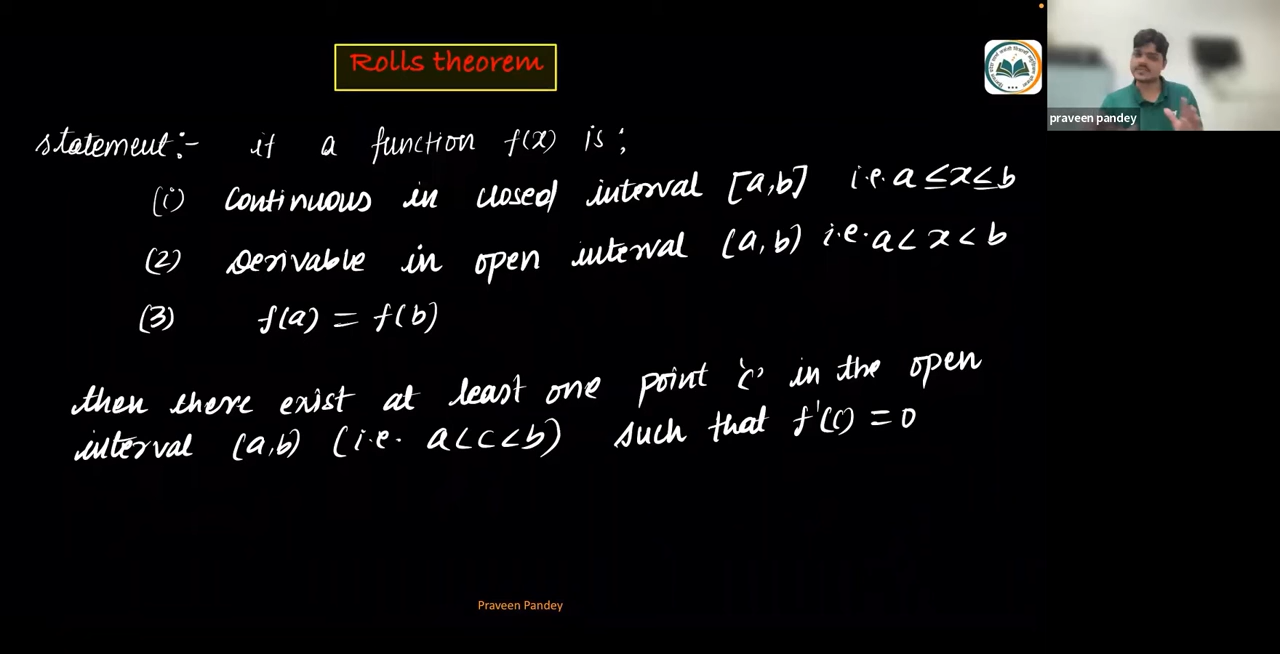 Rolls theorem
praveen pandey
statement:- if a function f(x) is;
(i) continuous in closed interval [a,b] i.e. a ≤ x ≤ b
(2) Derivable in open interval (a,b) i.e. a < x < b
(3) f(a) = f(b)
then there exist at least one point 'c' in the open
interval (a,b) (i.e. a < c < b) such that f'(c) = 0
Praveen Pandey